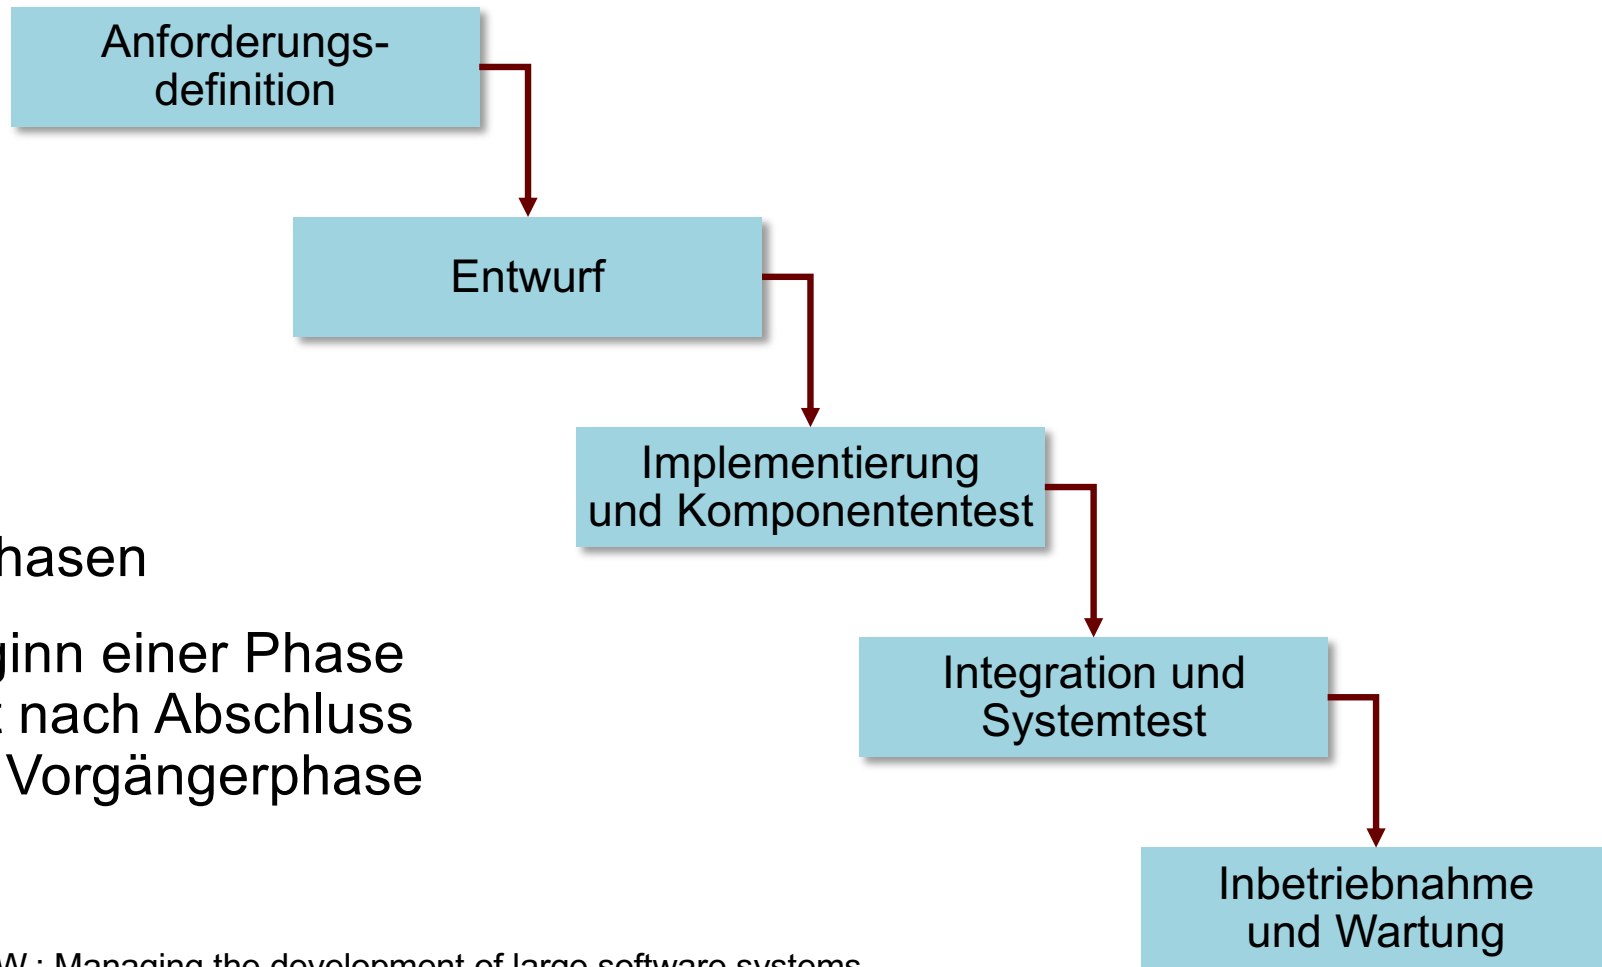 Anforderungs-
definition
Entwurf
Implementierung
und Komponententest
hasen
ginn einer Phase
t nach Abschluss
Vorgängerphase
Integration und
Systemtest
Inbetriebnahme
und Wartung
W.: Managing the development of large software systems